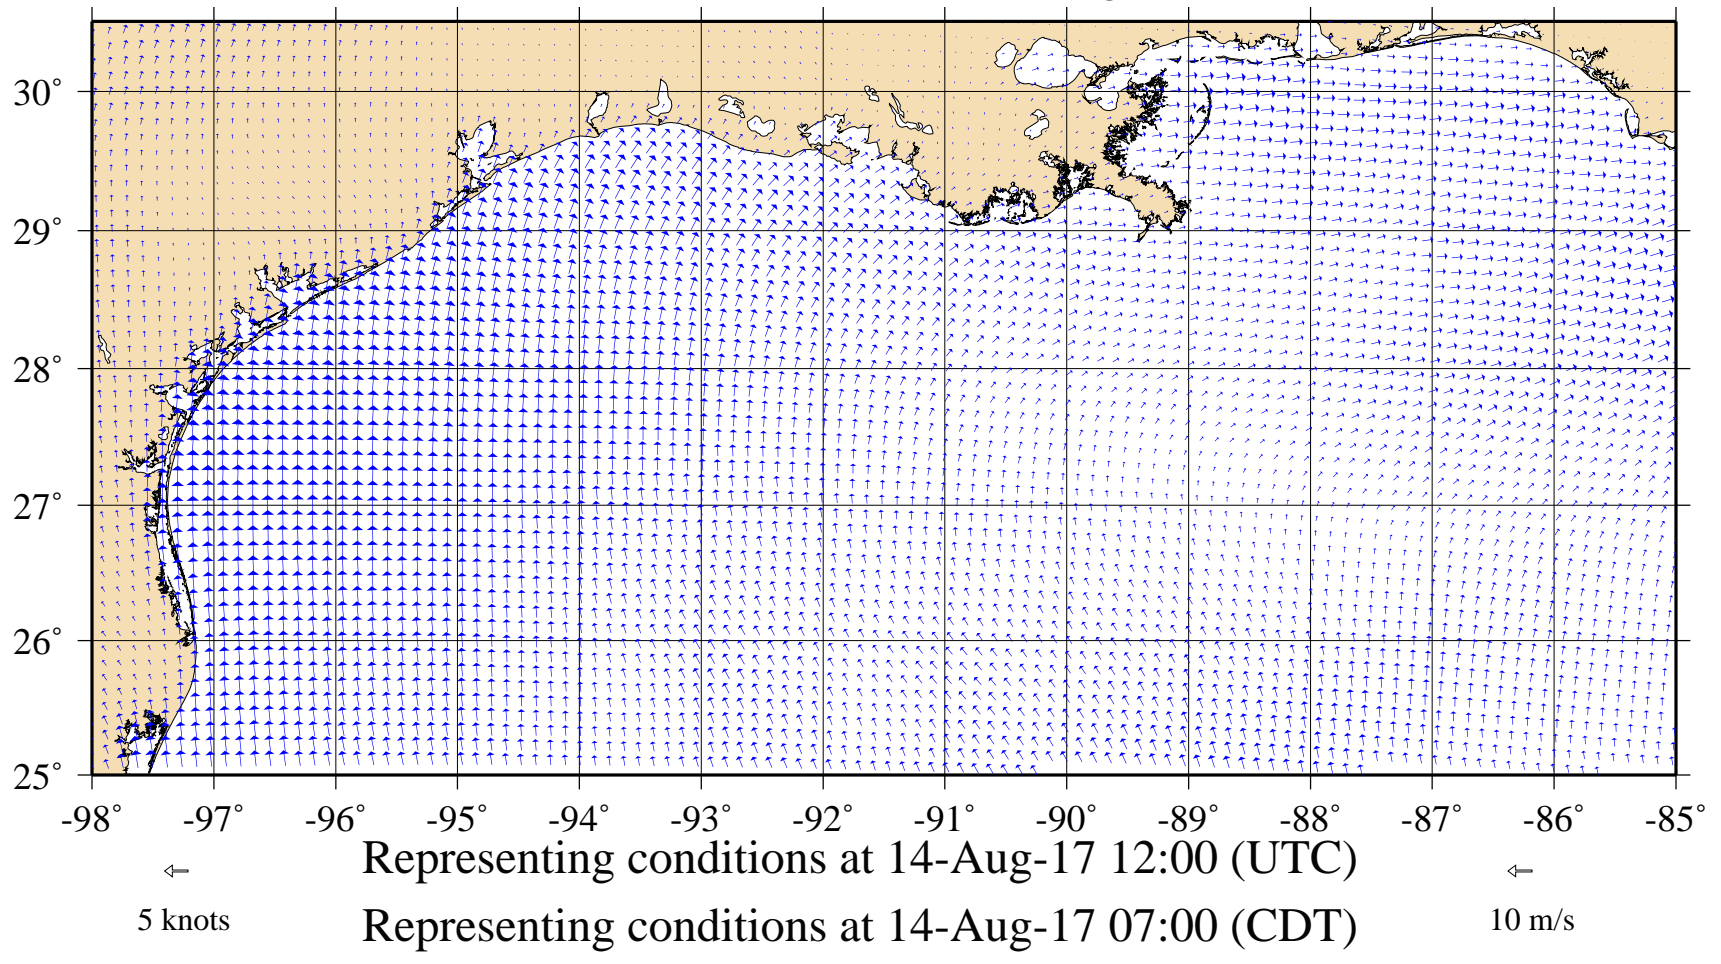 30°
29°
28°
27°
26°
25°
-98° -97° -96° -95° -94° -93° -92° -91° -90° -89° -88° -87° -86° -85°
Representing conditions at 14-Aug-17 12:00 (UTC)
5 knots
10 m/s
Representing conditions at 14-Aug-17 07:00 (CDT)